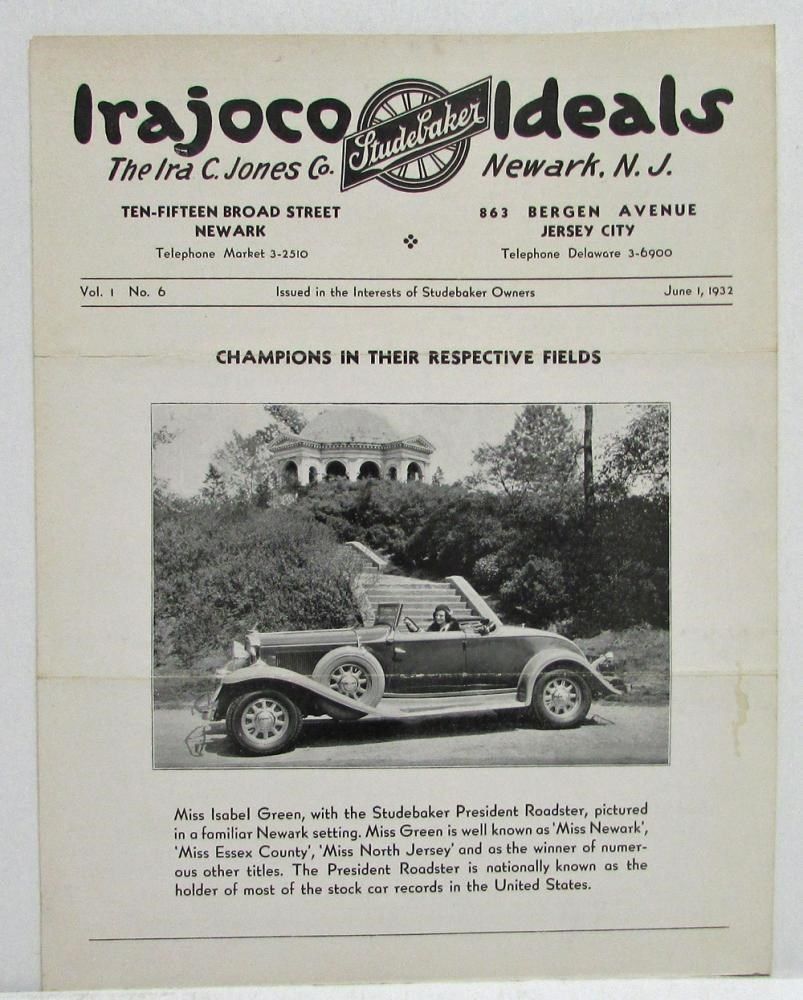 Irajoco Studebaker Ideals
The Ira C. Jones Co. Newark, N. J.
TEN-FIFTEEN BROAD STREET
NEWARK
Telephone Market 3-2510
863 BERGEN AVENUE
JERSEY CITY
Telephone Delaware 3-6900
Vol. 1 No. 6 Issued in the Interests of Studebaker Owners June 1, 1932
CHAMPIONS IN THEIR RESPECTIVE FIELDS
Miss Isabel Green, with the Studebaker President Roadster, pictured
in a familiar Newark setting. Miss Green is well known as 'Miss Newark',
'Miss Essex County', 'Miss North Jersey' and as the winner of numer-
ous other titles. The President Roadster is nationally known as the
holder of most of the stock car records in the United States.